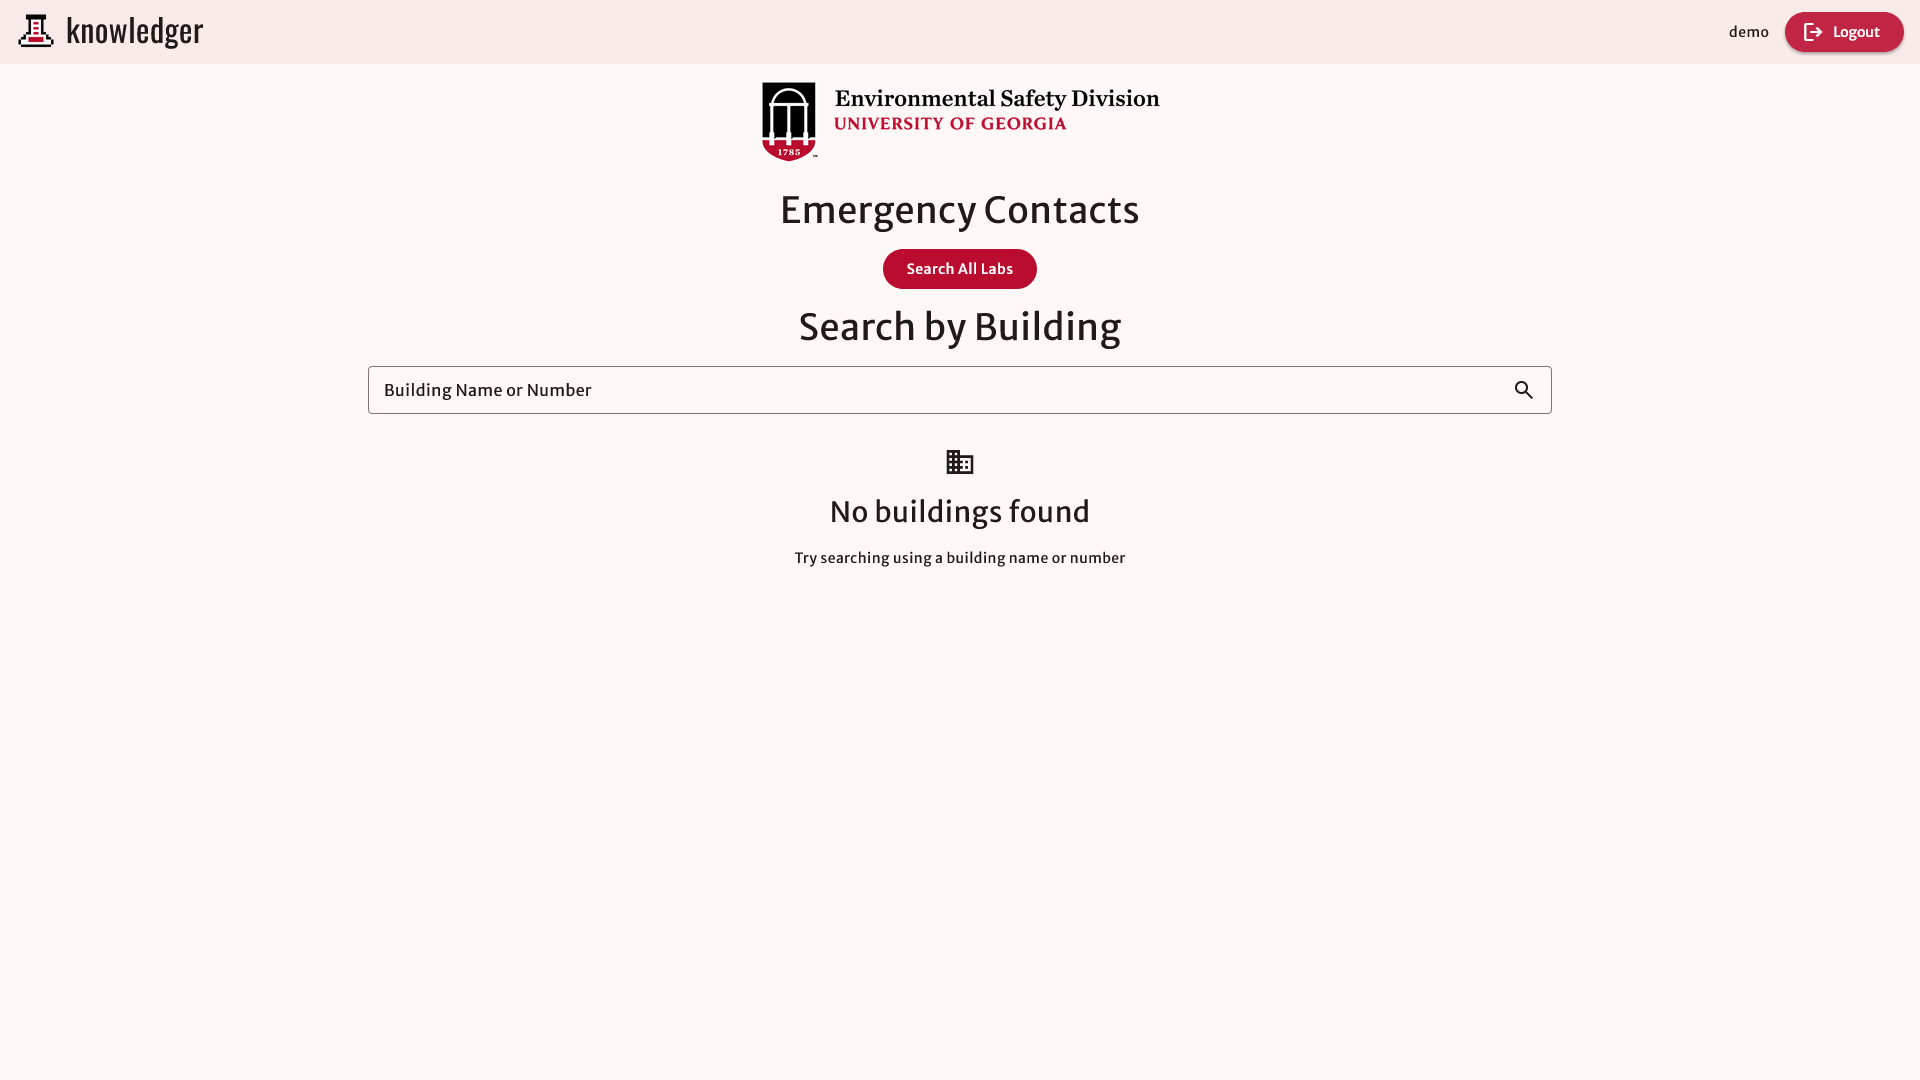 knowledger
demo
Logout
Environmental Safety Division
UNIVERSITY OF GEORGIA
1785
™
Emergency Contacts
Search All Labs
Search by Building
Building Name or Number
No buildings found
Try searching using a building name or number